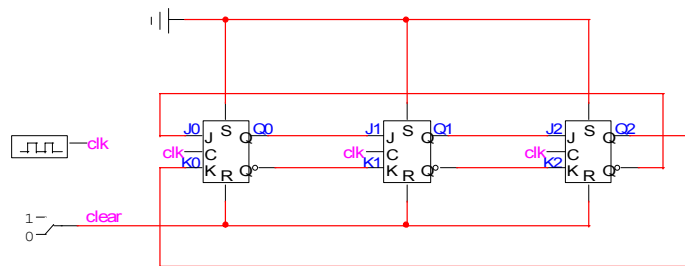 S S S
J0 Q0 J1 Q1 J2 Q2
J Q J Q J Q
clk clk C clk C clk C
K0 K1 K2
K R Q K R Q K R Q
1
clear
0